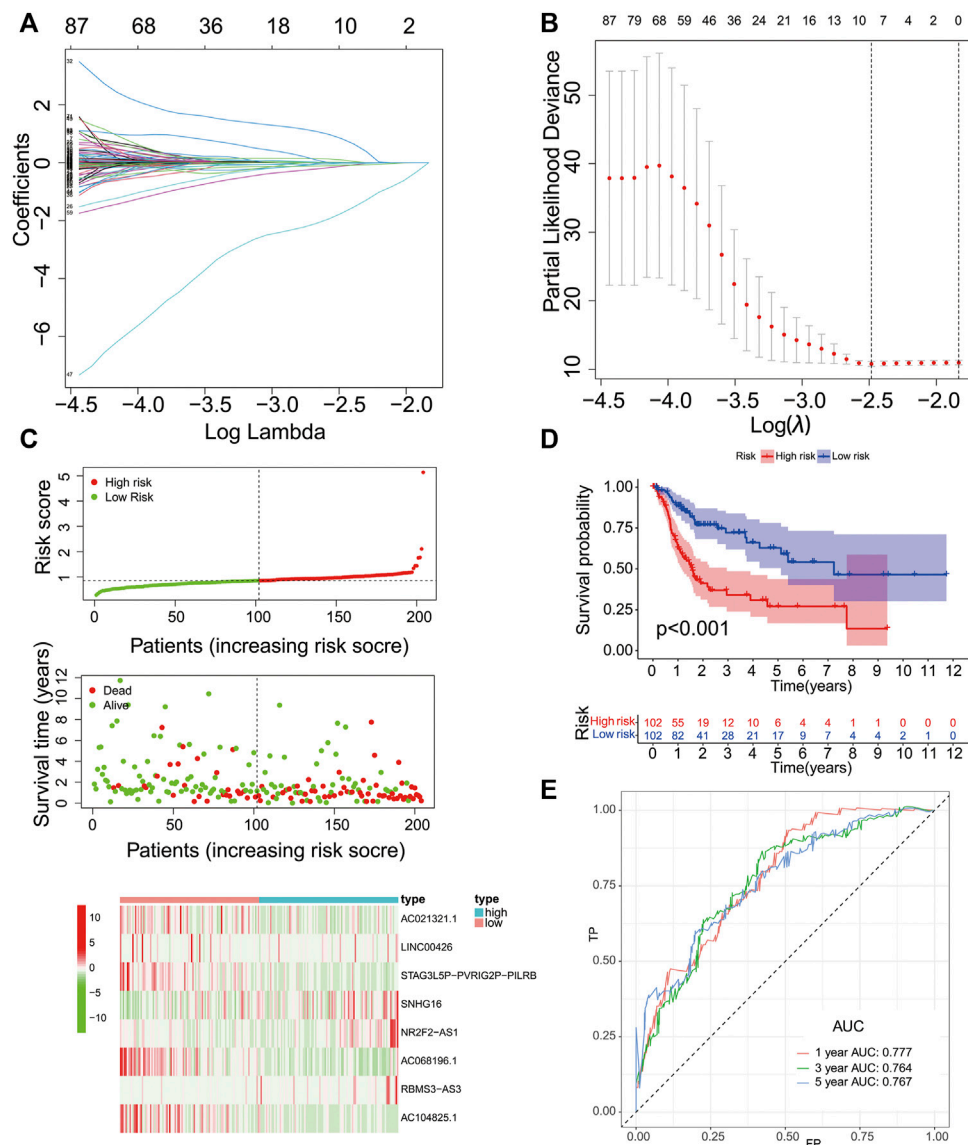 A
87 68 36 18 10 2
32
47
26
59
2
0
−2
−4
−6
Coefficients
−4.5 −4.0 −3.5 −3.0 −2.5 −2.0
Log Lambda
B
87 79 68 59 46 36 24 21 16 13 10 7 4 2 0
50
40
30
20
10
Partial Likelihood Deviance
−4.5 −4.0 −3.5 −3.0 −2.5 −2.0
Log(λ)
C
High risk
Low Risk
5
4
3
2
1
Risk score
0 50 100 150 200
Patients (increasing risk socre)
Dead
Alive
12
10
8
6
4
2
0
Survival time (years)
0 50 100 150 200
Patients (increasing risk socre)
10
5
0
−5
−10
type
AC021321.1
LINC00426
STAG3L5P−PVRIG2P−PILRB
SNHG16
NR2F2−AS1
AC068196.1
RBMS3−AS3
AC104825.1
type
high
low
D
Risk High risk Low risk
1.00
0.75
0.50
0.25
0.00
Survival probability
p<0.001
0 1 2 3 4 5 6 7 8 9 10 11 12
Time(years)
Risk
High risk 102 55 19 12 10 6 4 4 1 1 0 0 0
Low risk 102 82 41 28 21 17 9 7 4 4 2 1 0
0 1 2 3 4 5 6 7 8 9 10 11 12
Time(years)
E
1.00
0.75
0.50
0.25
0.00
TP
AUC
1 year AUC: 0.777
3 year AUC: 0.764
5 year AUC: 0.767
0.00 0.25 0.50 0.75 1.00
FP